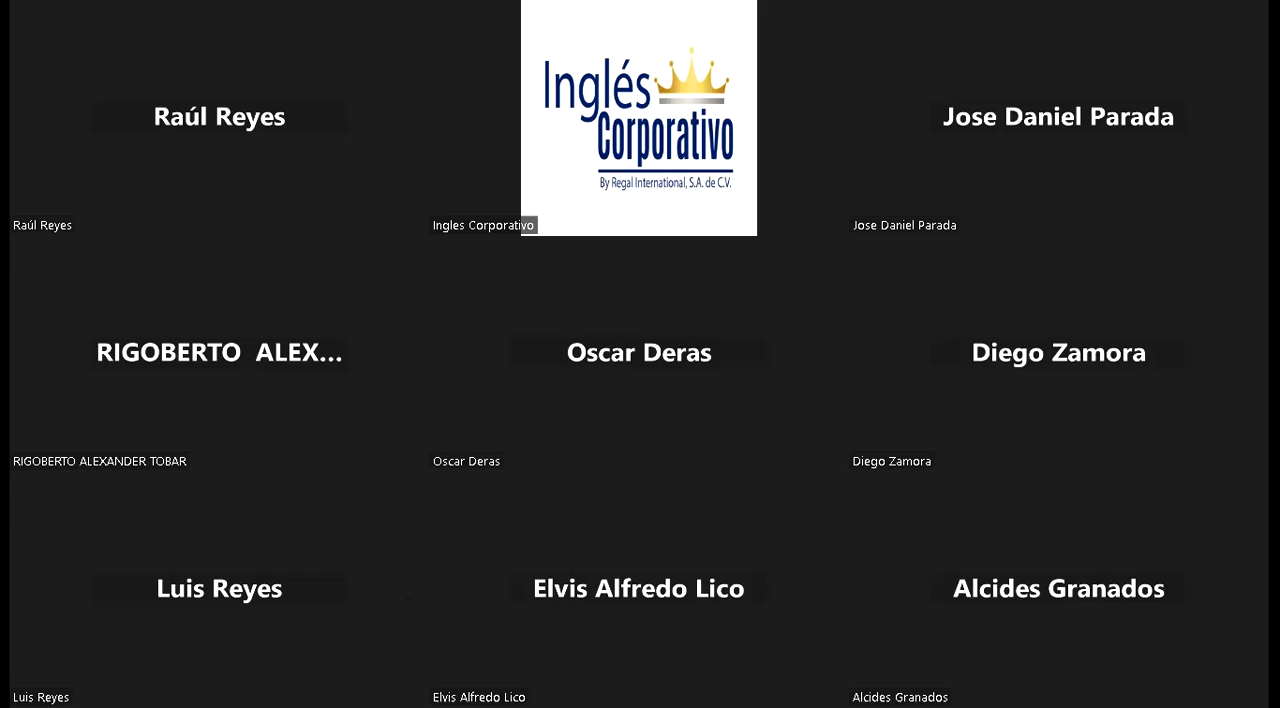 Raúl Reyes
Inglés
Corporativo
By Regal International, S.A. de C.V.
Jose Daniel Parada
Raúl Reyes
Ingles Corporativo
Jose Daniel Parada
RIGOBERTO ALEX...
Oscar Deras
Diego Zamora
RIGOBERTO ALEXANDER TOBAR
Oscar Deras
Diego Zamora
Luis Reyes
Elvis Alfredo Lico
Alcides Granados
Luis Reyes
Elvis Alfredo Lico
Alcides Granados